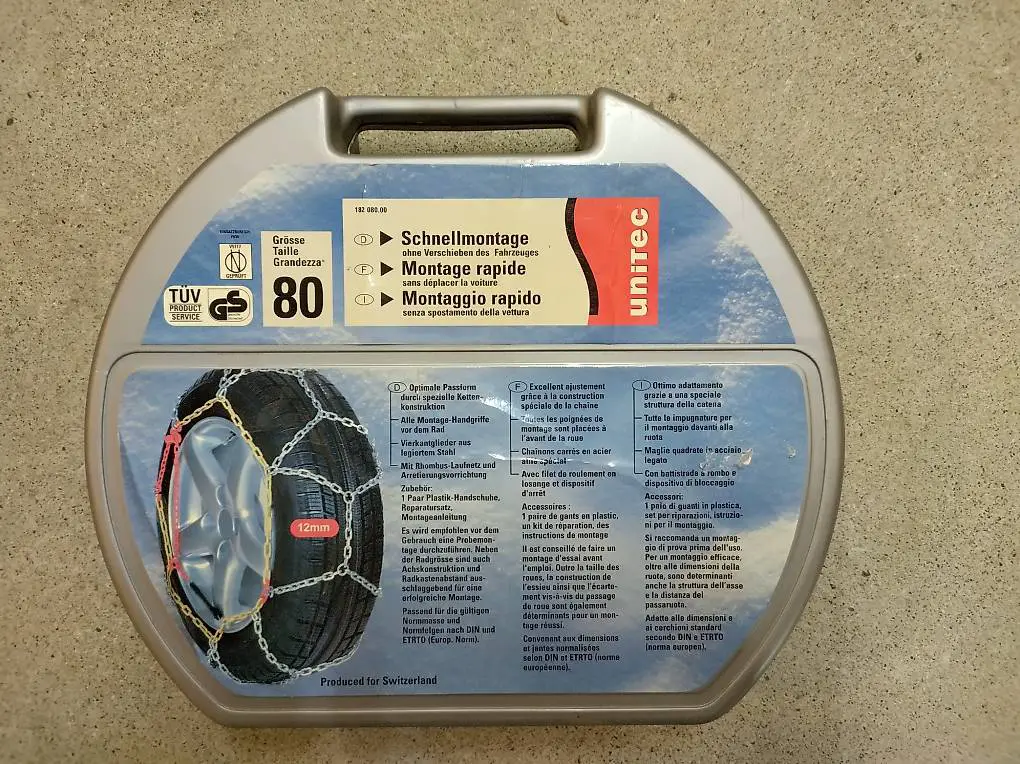 182 080.00
D ▶ Schnellmontage
ohne Verschieben des Fahrzeuges
F ▶ Montage rapide
sans déplacer la voiture
I ▶ Montaggio rapido
senza spostamento della vettura
uniTEC
GEPRÜFT
TÜV
PRODUCT
SERVICE
GS
Grösse
Taille
Grandezza
80
12mm
D Optimale Passform
durch spezielle Ketten-
konstruktion
Alle Montage-Handgriffe
vor dem Rad
Vierkantglieder aus
legiertem Stahl
Mit Rhombus-Laufnetz und
Arretierungsvorrichtung
Zubehör:
1 Paar Plastik-Handschuhe,
Reparatursatz,
Montageanleitung
Es wird empfohlen vor dem
Gebrauch eine Probemon-
tage durchzuführen. Neben
der Radgrösse sind auch
Achskonstruktion und
Radkastenabstand aus-
schlaggebend für eine
erfolgreiche Montage.
Passend für die gültigen
Normmasse und
Normfelgen nach DIN und
ETRTO (Europ. Norm).
F Excellent ajustement
grâce à la construction
spéciale de la chaîne
Toutes les poignées de
montage sont placées à
l'avant de la roue
Chaînons carrés en acier
allié spécial
Avec filet de roulement en
losange et dispositif
d'arrêt
Accessoires :
1 paire de gants en plastic,
un kit de réparation, des
instructions de montage
Il est conseillé de faire un
montage d'essai avant
l'emploi. Outre la taille des
roues, la construction de
l'essieu ainsi que l'écarte-
ment vis-à-vis du passage
de roue sont également
déterminants pour un mon-
tage réussi.
Convenant aux dimensions
et jantes normalisées
selon DIN et ETRTO (norme
européenne).
I Ottimo adattamento
grazie a una speciale
struttura della catena
Tutte le impugnature per
il montaggio davanti alla
ruota
Maglie quadrate in acciaio
legato
Con battistrada a rombo e
dispositivo di bloccaggio
Accessori:
1 paio di guanti in plastica,
set per riparazioni, istruzio-
ni per il montaggio.
Si raccomanda un montag-
gio di prova prima dell'uso.
Per un montaggio efficace,
oltre alle dimensioni della
ruota, sono determinanti
anche la struttura dell'asse
e la distanza del
passaruota.
Adatte alle dimensioni e
ai cerchioni standard
secondo DIN e ETRTO
(norma europea).
Produced for Switzerland